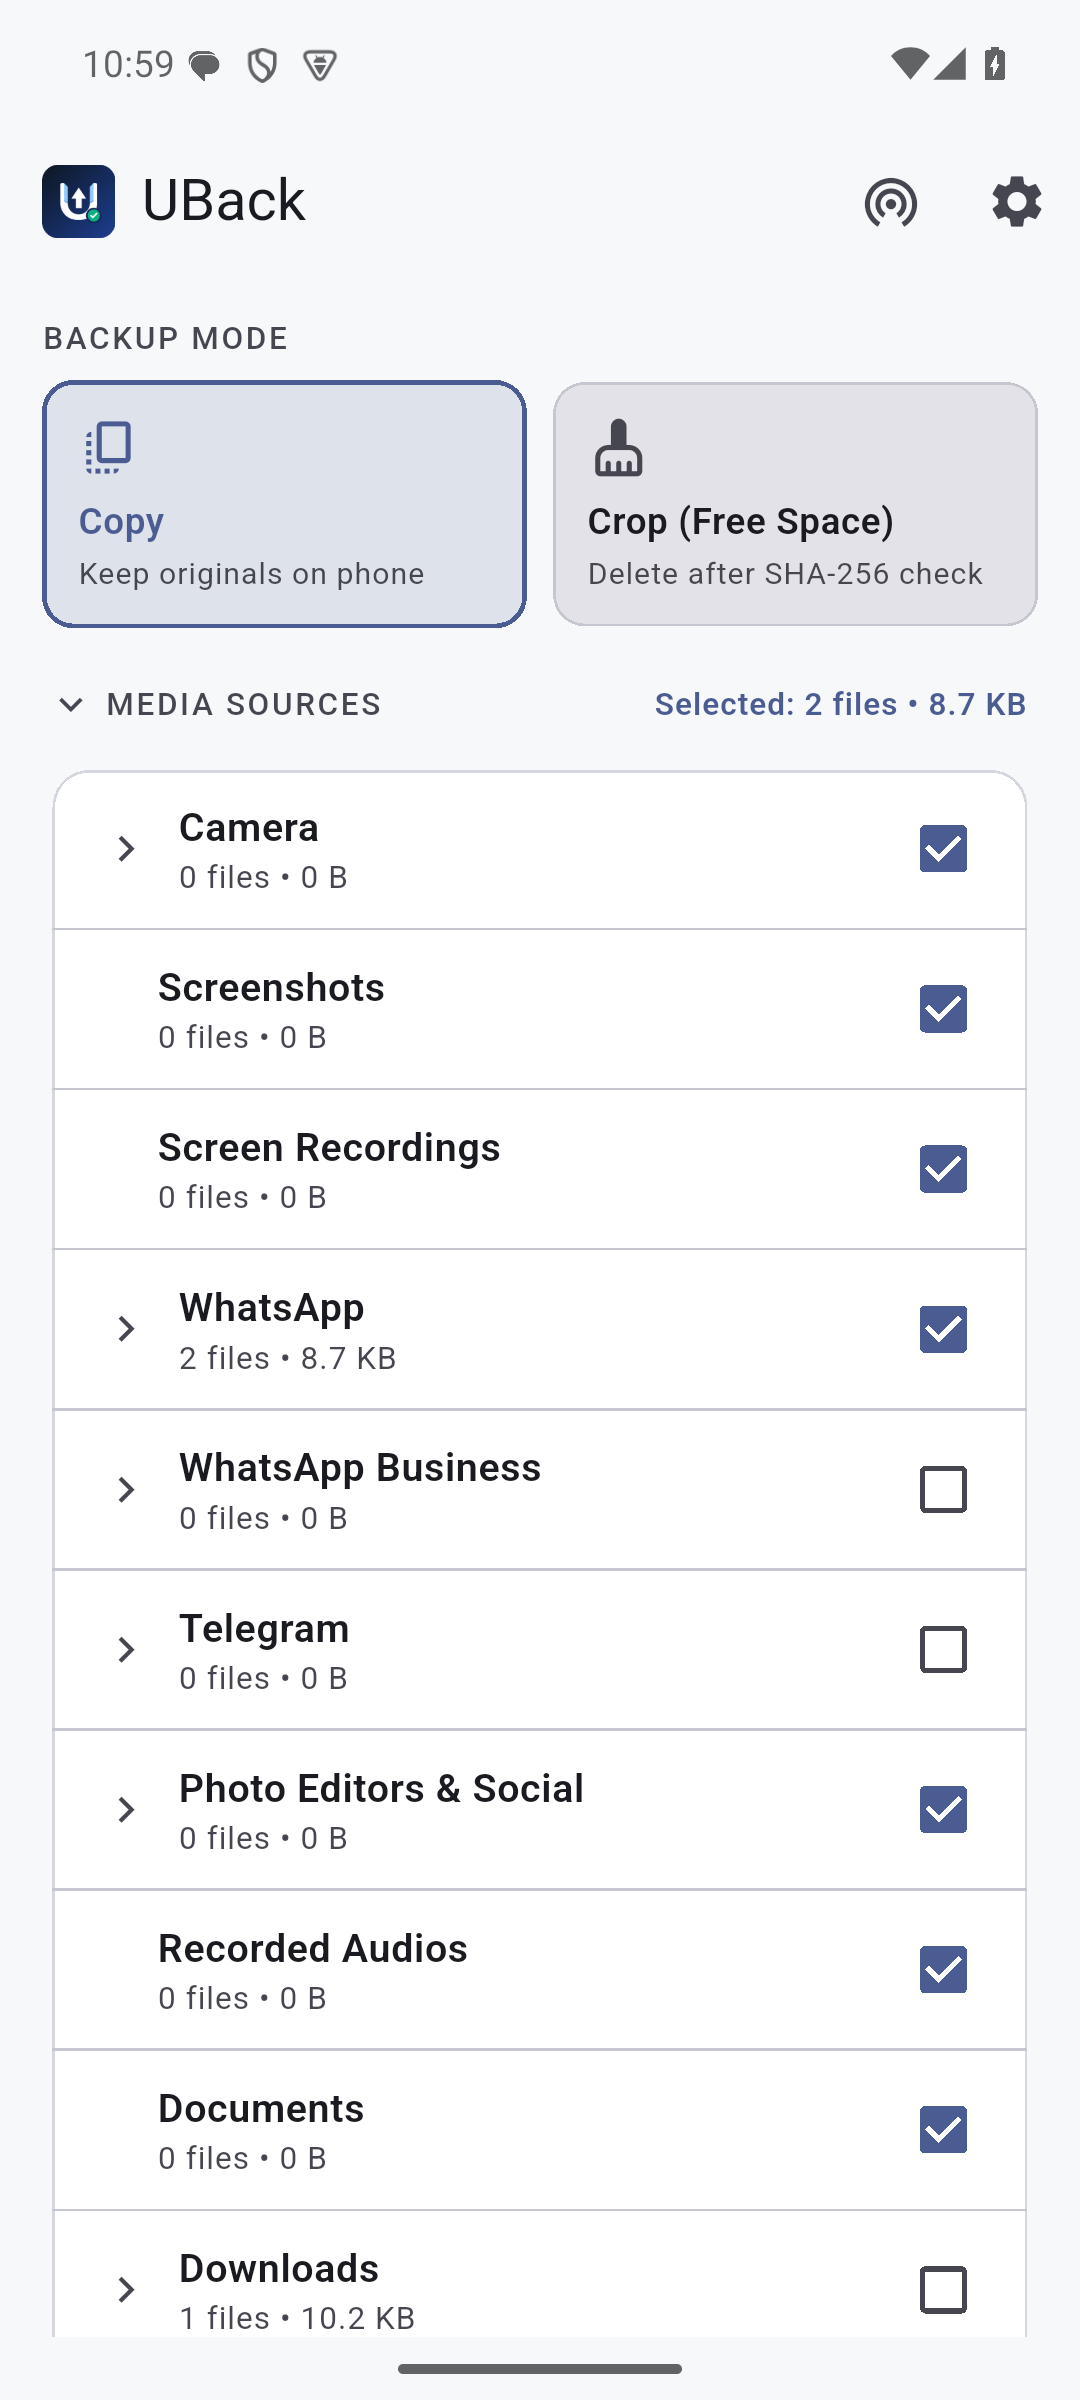 10:59
UBack
BACKUP MODE
Copy
Keep originals on phone
Crop (Free Space)
Delete after SHA-256 check
MEDIA SOURCES
Selected: 2 files • 8.7 KB
Camera
0 files • 0 B
Screenshots
0 files • 0 B
Screen Recordings
0 files • 0 B
WhatsApp
2 files • 8.7 KB
WhatsApp Business
0 files • 0 B
Telegram
0 files • 0 B
Photo Editors & Social
0 files • 0 B
Recorded Audios
0 files • 0 B
Documents
0 files • 0 B
Downloads
1 files • 10.2 KB